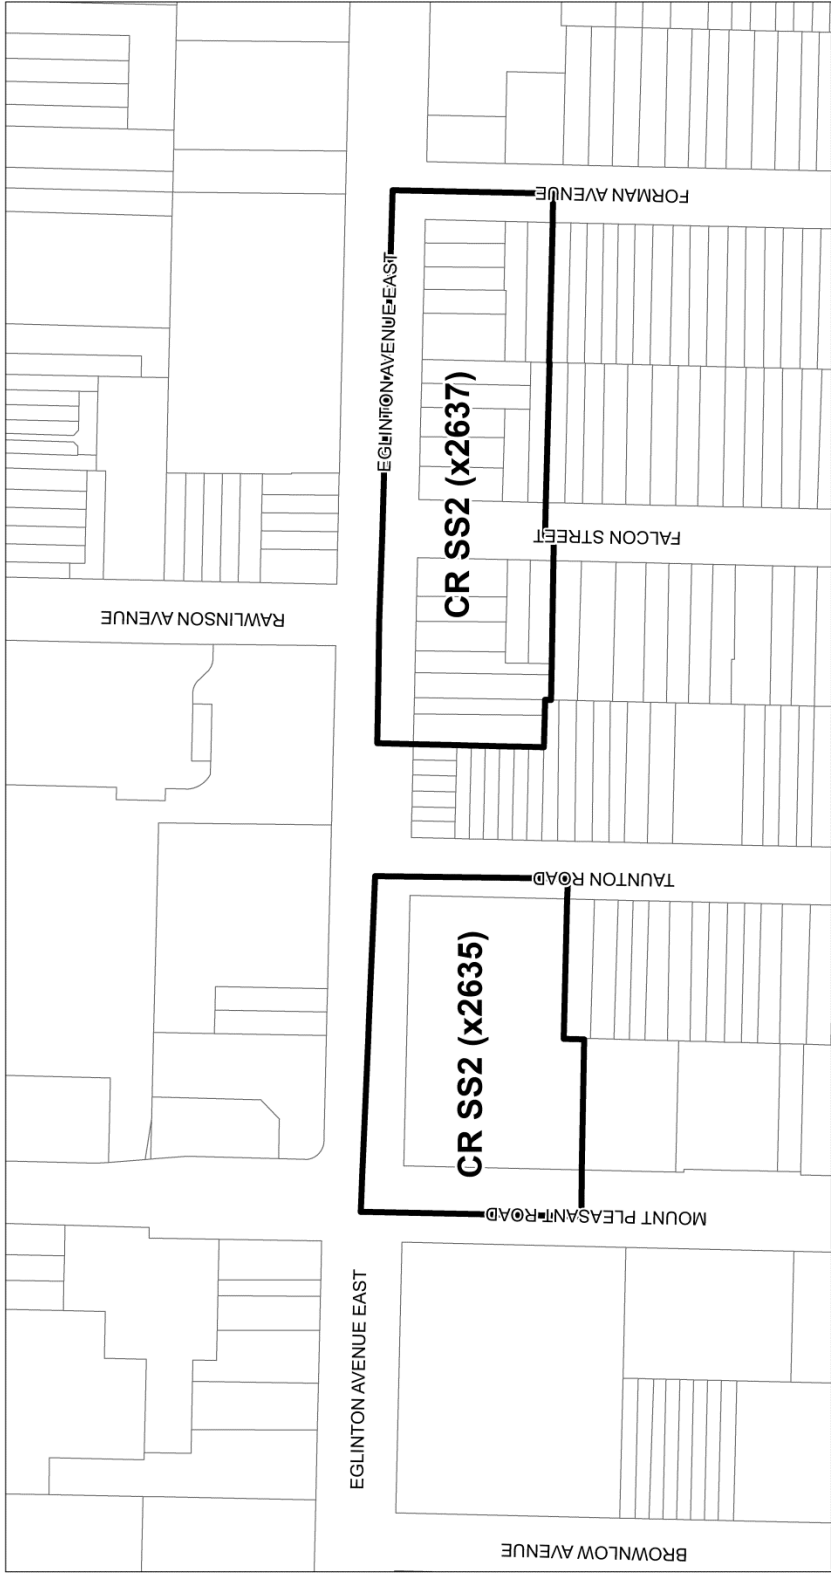 EGLINTON AVENUE EAST
FORMAN AVENUE
CR SS2 (x2637)
FALCON STREET
RAWLINSON AVENUE
TAUNTON ROAD
CR SS2 (x2635)
MOUNT PLEASANT ROAD
EGLINTON AVENUE EAST
BROWNLOW AVENUE